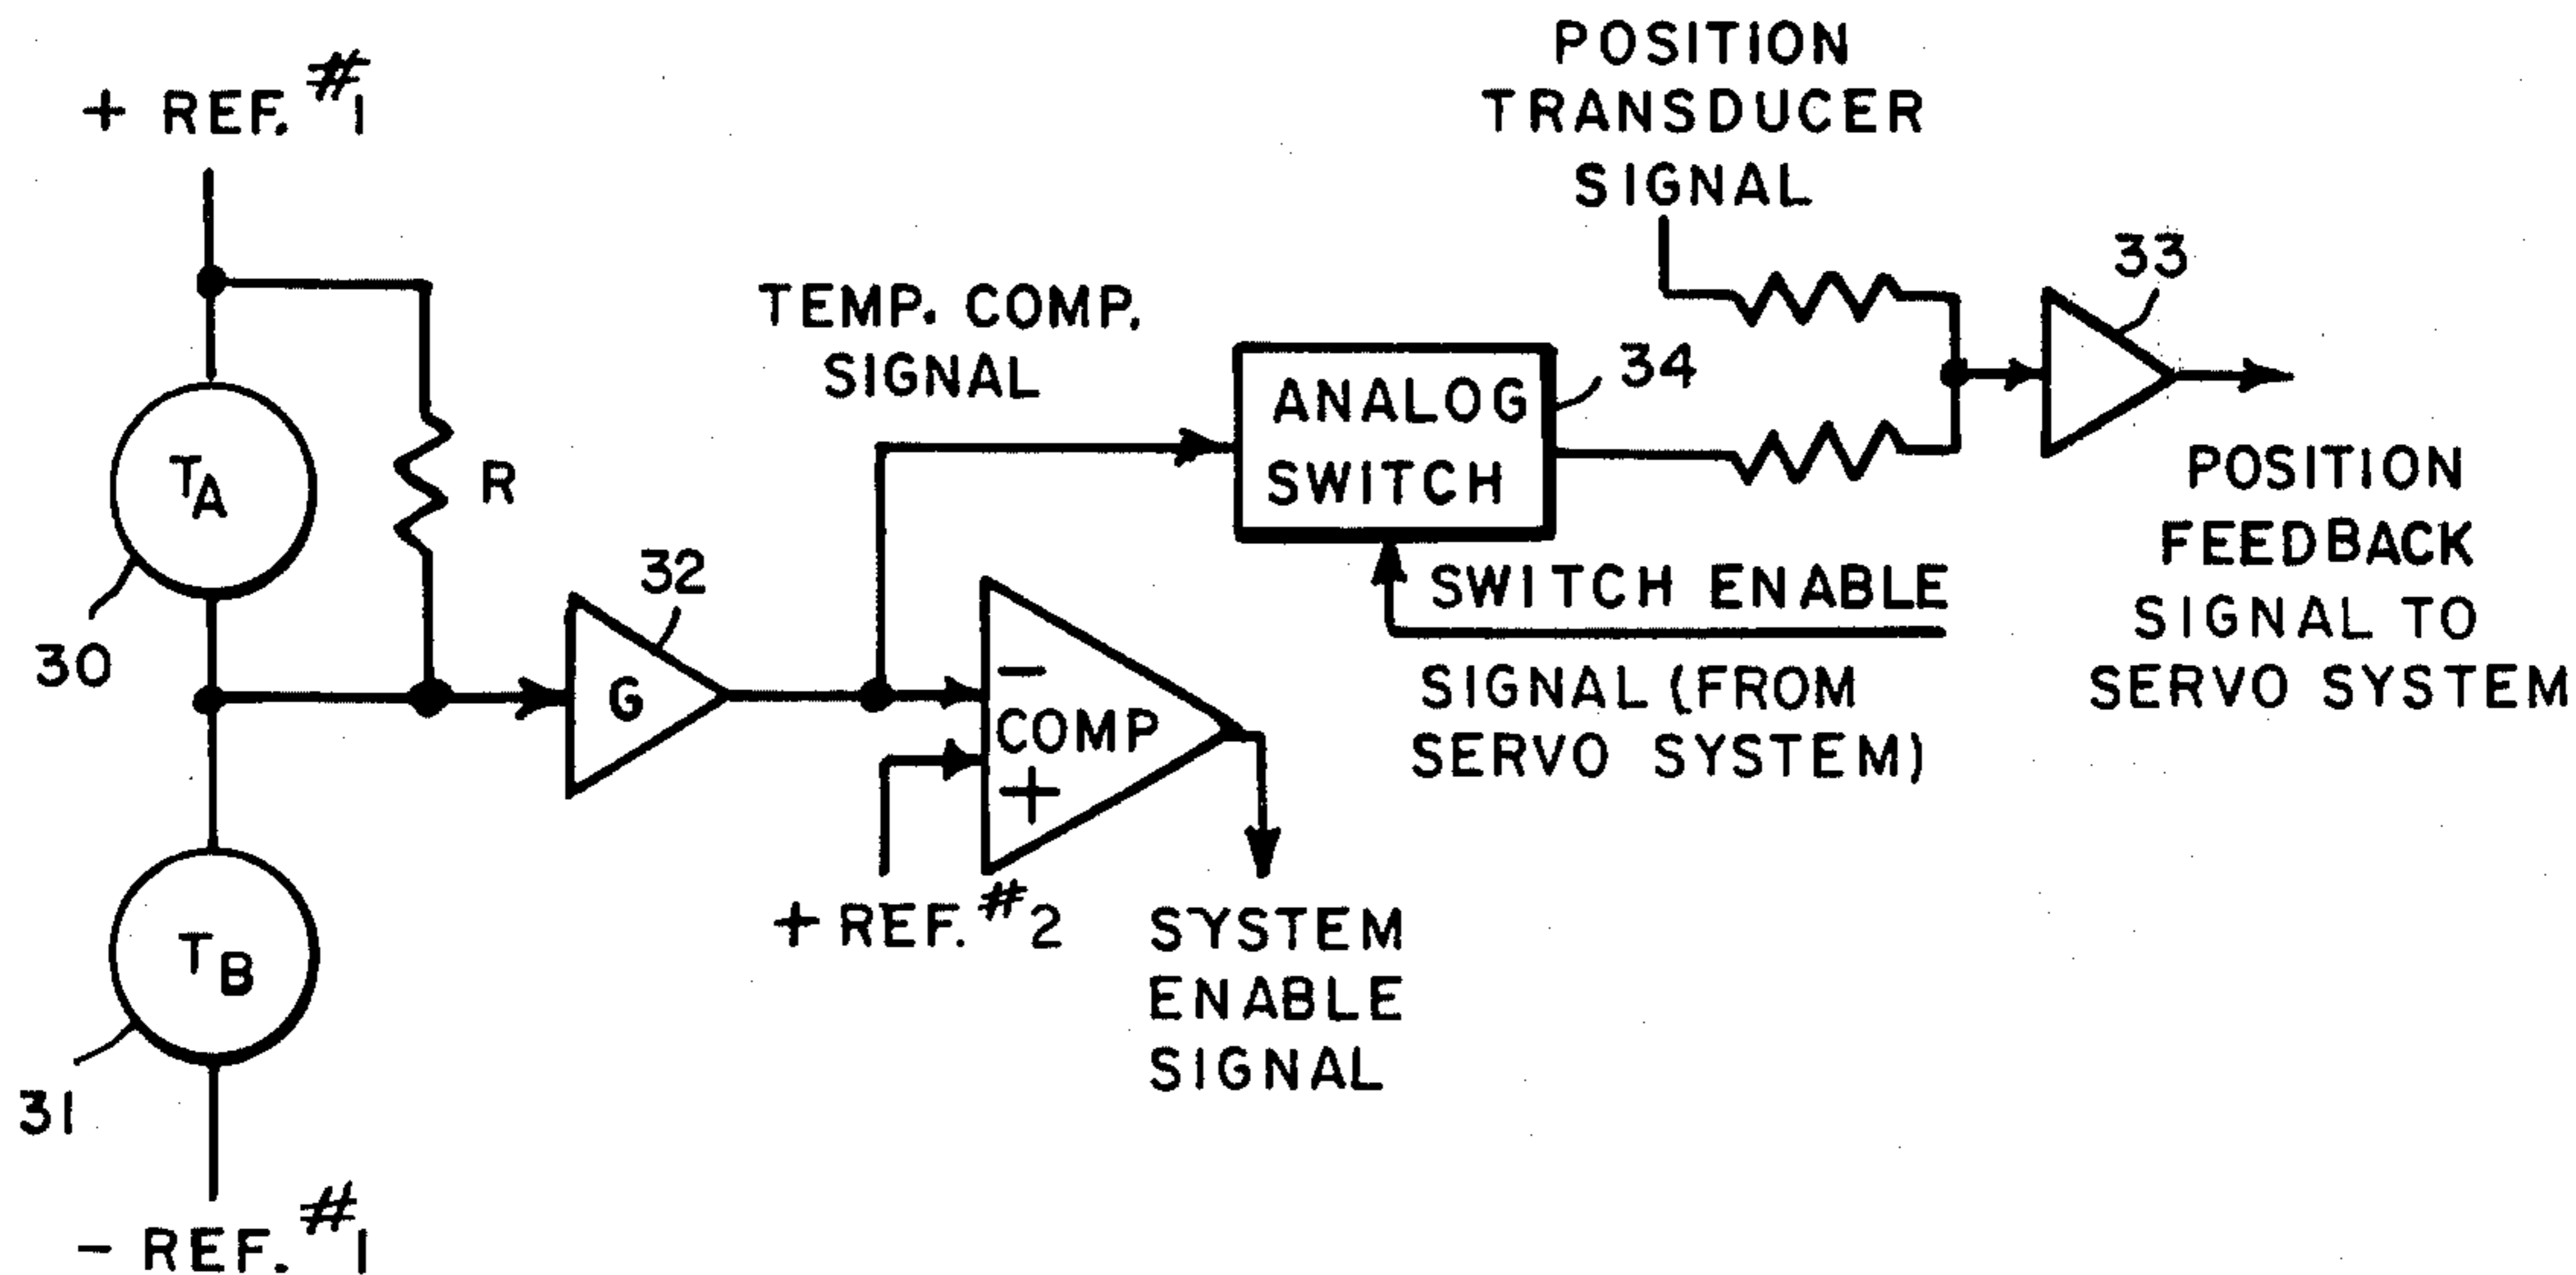 + REF. #1
TA
30
R
TB
31
- REF. #1
32
G
TEMP. COMP.
SIGNAL
-
COMP
+
+ REF. #2
SYSTEM
ENABLE
SIGNAL
ANALOG
SWITCH
34
SWITCH ENABLE
SIGNAL (FROM
SERVO SYSTEM)
POSITION
TRANSDUCER
SIGNAL
33
POSITION
FEEDBACK
SIGNAL TO
SERVO SYSTEM